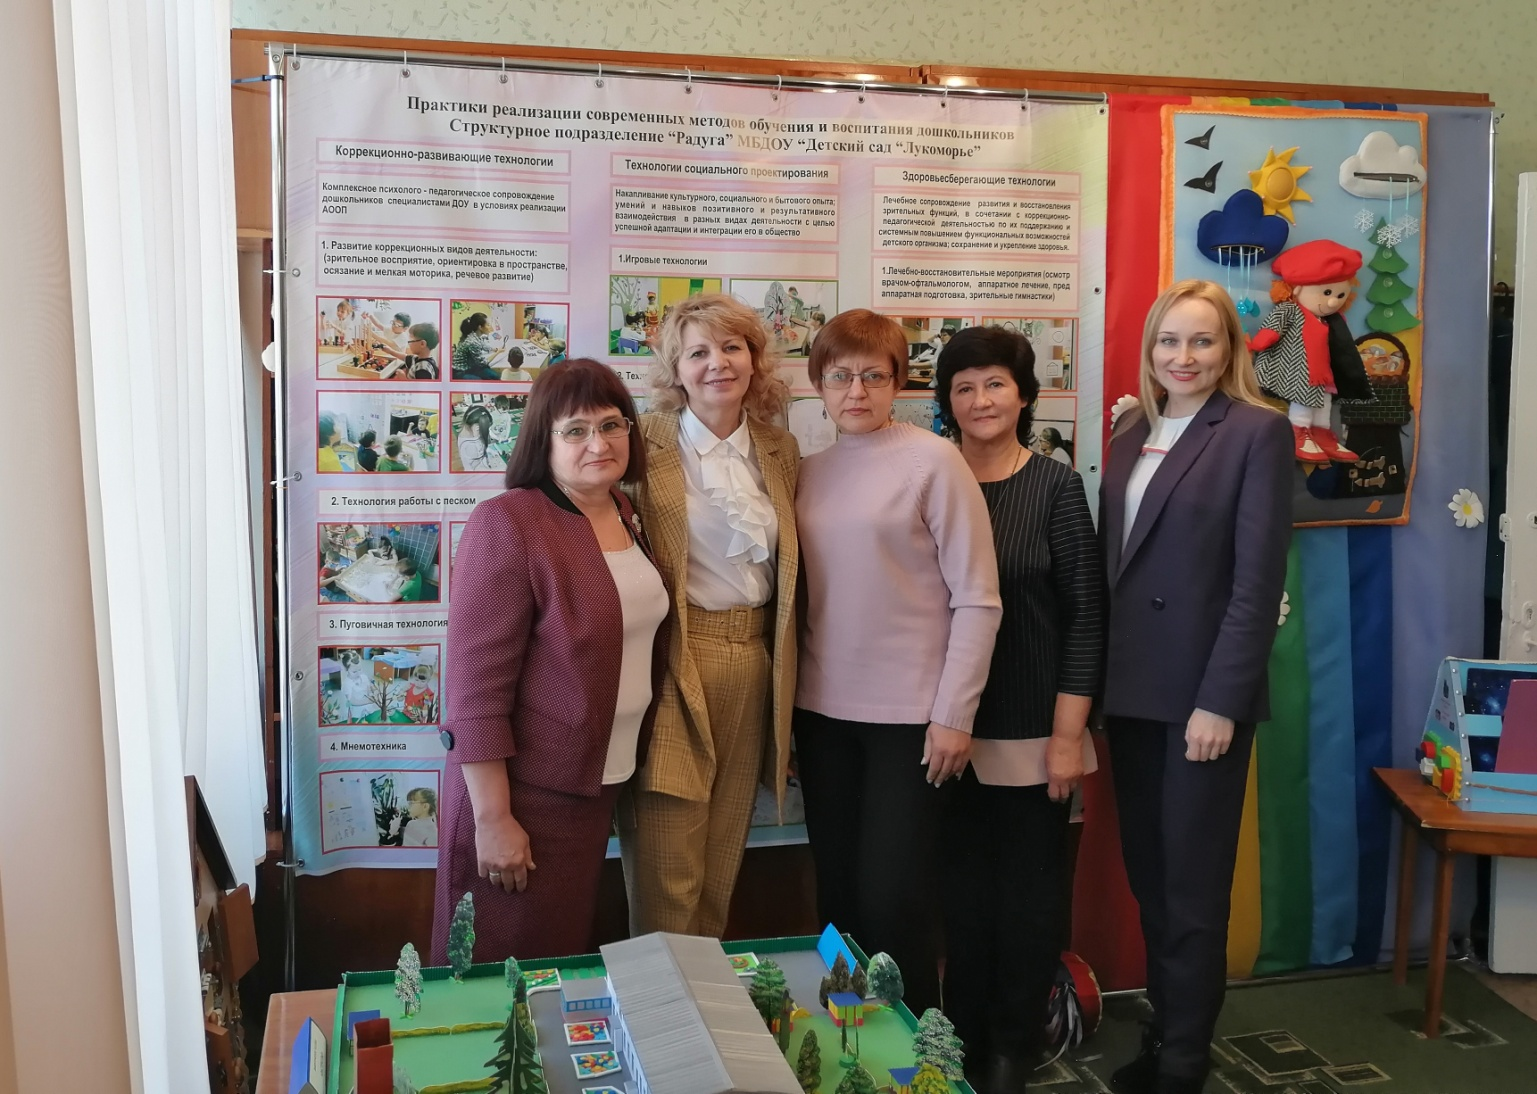 Практики реализации современных методов обучения и воспитания дошкольников
Структурное подразделение “Радуга” МБДОУ “Детский сад “Лукоморье”
Коррекционно-развивающие технологии
Комплексное психолого - педагогическое сопровождение
дошкольников специалистами ДОУ в условиях реализации
АООП
1. Развитие коррекционных видов деятельности:
(зрительное восприятие, ориентировка в пространстве,
осязание и мелкая моторика, речевое развитие)
2. Технология работы с песком
3. Пуговичная технология
4. Мнемотехника
Технологии социального проектирования
Накапливание культурного, социального и бытового опыта;
умений и навыков позитивного и результативного
взаимодействия в разных видах деятельности с целью
успешной адаптации и интеграции его в общество
1.Игровые технологии
Здоровьесберегающие технологии
Лечебное сопровождение развития и восстановления
зрительных функций, в сочетании с коррекционно-
педагогической деятельностью по их поддержанию и
системным повышением функциональных возможностей
детского организма; сохранение и укрепление здоровья.
1.Лечебно-восстановительные мероприятия (осмотр
врачом-офтальмологом, аппаратное лечение, пред
аппаратная подготовка, зрительные гимнастики)